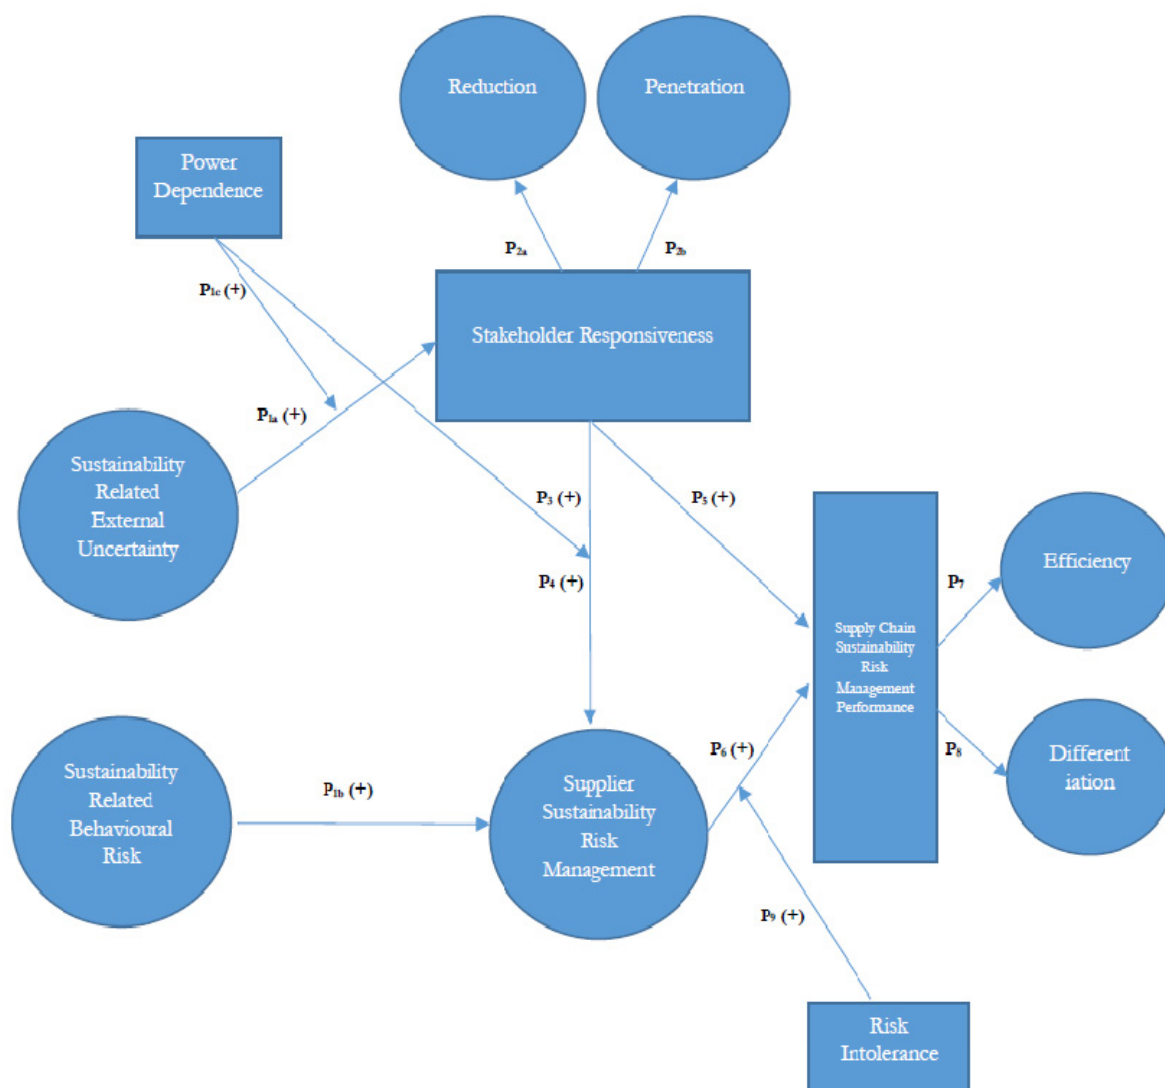 Reduction
Penetration
Power
Dependence
P2a
P2b
P1c (+)
Stakeholder Responsiveness
P1a (+)
Sustainability
Related
External
Uncertainty
P3 (+)
P5 (+)
P4 (+)
Efficiency
P7
Supply Chain
Sustainability
Risk
Management
Performance
P6 (+)
P8
Different
iation
Sustainability
Related
Behavioural
Risk
P1b (+)
Supplier
Sustainability
Risk
Management
P9 (+)
Risk
Intolerance